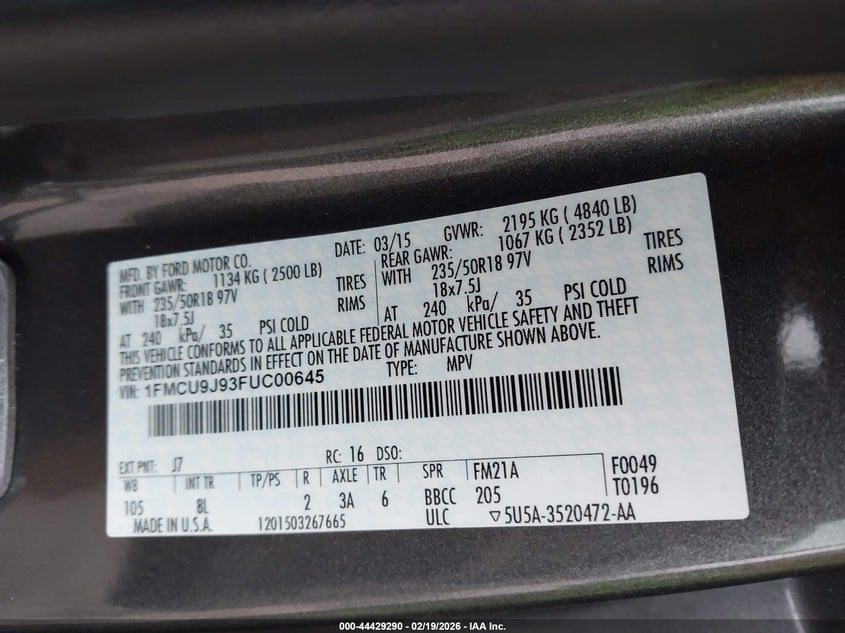 MFD. BY FORD MOTOR CO.
DATE: 03/15 GVWR: 2195 KG ( 4840 LB)
FRONT GAWR: 1134 KG ( 2500 LB) REAR GAWR: 1067 KG ( 2352 LB)
WITH 235/50R18 97V TIRES WITH 235/50R18 97V TIRES
18x7.5J RIMS 18x7.5J RIMS
AT 240 kPa/ 35 PSI COLD AT 240 kPa/ 35 PSI COLD
THIS VEHICLE CONFORMS TO ALL APPLICABLE FEDERAL MOTOR VEHICLE SAFETY AND THEFT
PREVENTION STANDARDS IN EFFECT ON THE DATE OF MANUFACTURE SHOWN ABOVE.
VIN: 1FMCU9J93FUC00645 TYPE: MPV
EXT PNT: J7 RC: 16 DSO:
WB INT TR TP/PS R AXLE TR SPR FM21A F0049
105 8L 2 3A 6 BBCC 205 T0196
MADE IN U.S.A. 1201503267665 ULC ▽5U5A-3520472-AA
000-44429290 - 02/19/2026 - IAA Inc.